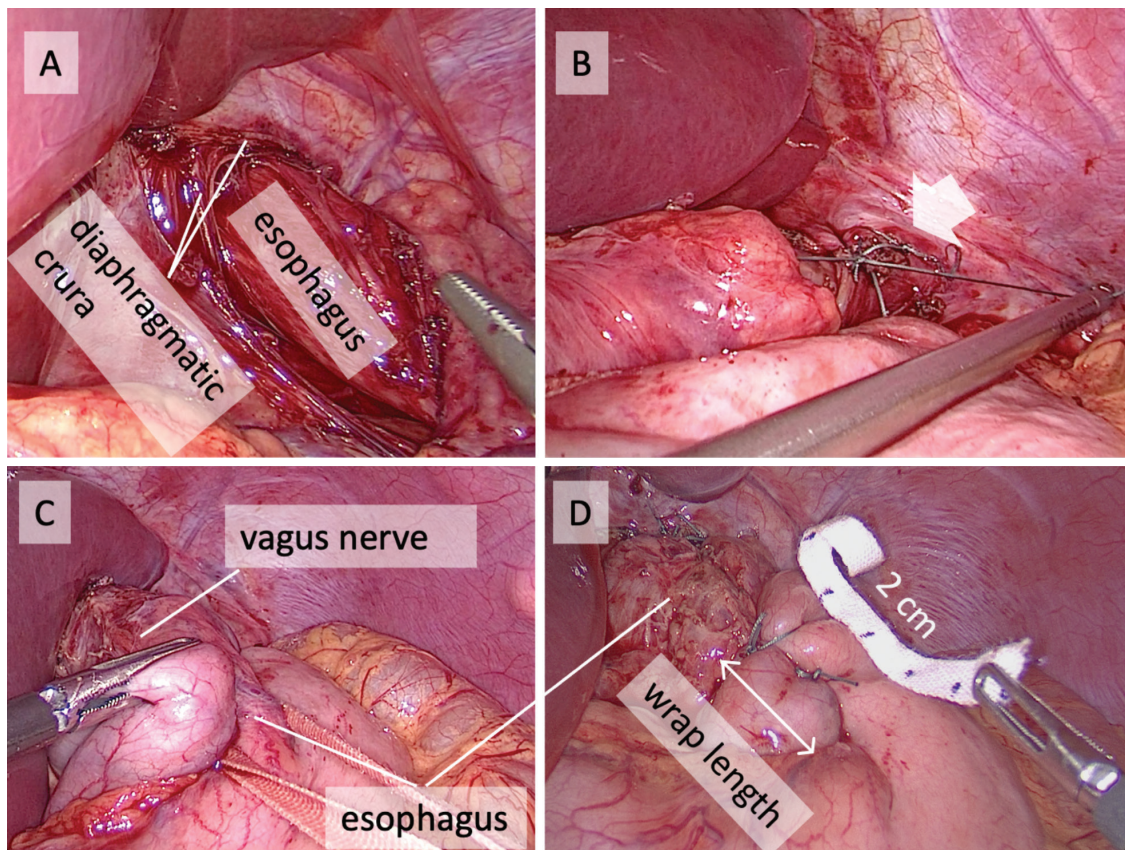 A
diaphragmatic
crura
esophagus
B
C
vagus nerve
esophagus
D
2 cm
wrap length